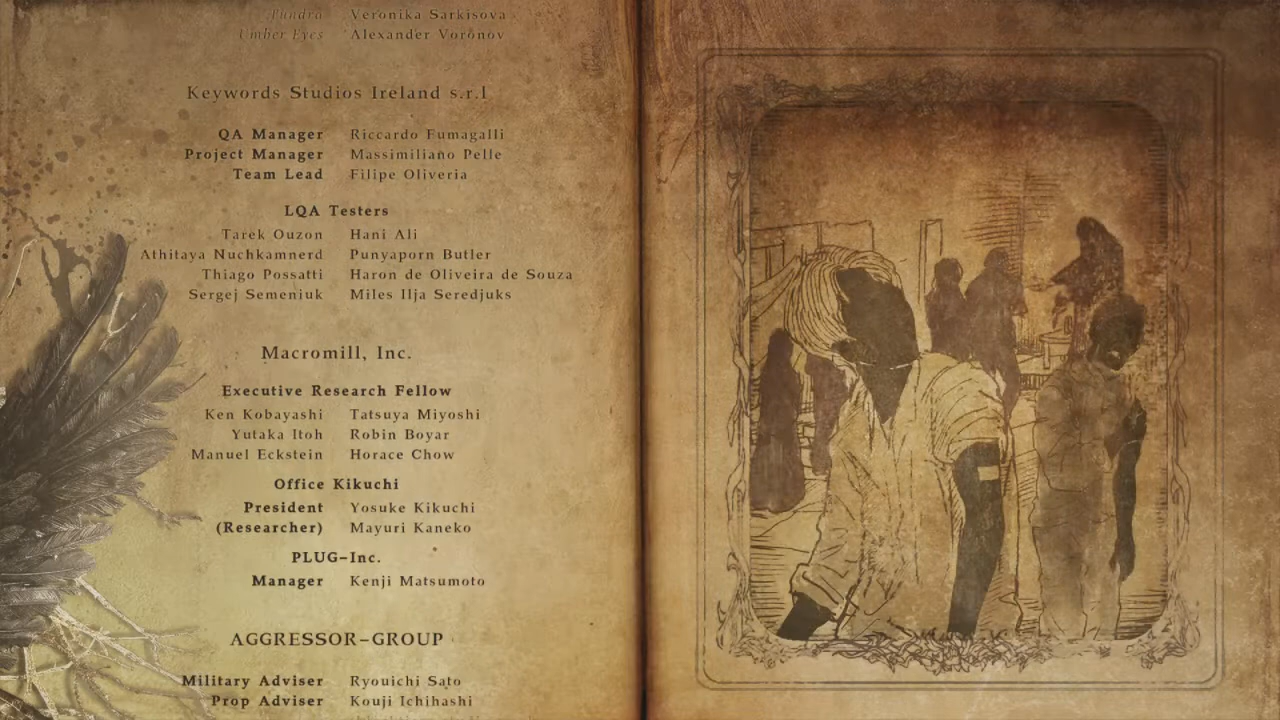 Pundra Veronika Sarkisova
Umber Eyes Alexander Voronov
Keywords Studios Ireland s.r.l
QA Manager Riccardo Fumagalli
Project Manager Massimiliano Pelle
Team Lead Filipe Oliveria
LQA Testers
Tarek Ouzon Hani Ali
Athitaya Nuchkamnerd Punyaporn Butler
Thiago Possatti Haron de Oliveira de Souza
Sergej Semeniuk Miles Ilja Seredjuks
Macromill, Inc.
Executive Research Fellow
Ken Kobayashi Tatsuya Miyoshi
Yutaka Itoh Robin Boyar
Manuel Eckstein Horace Chow
Office Kikuchi
President Yosuke Kikuchi
(Researcher) Mayuri Kaneko
PLUG-Inc.
Manager Kenji Matsumoto
AGGRESSOR-GROUP
Military Adviser Ryouichi Sato
Prop Adviser Kouji Ichihashi